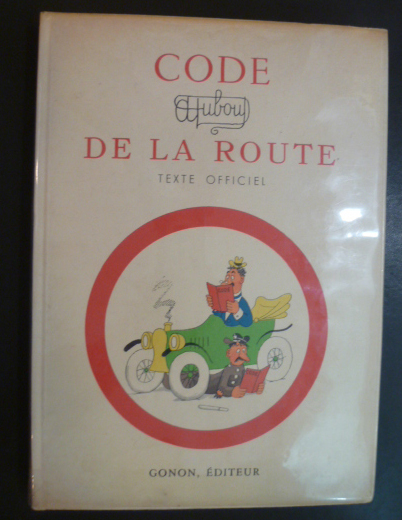 CODE
Dubout
DE LA ROUTE
TEXTE OFFICIEL
GONON, ÉDITEUR